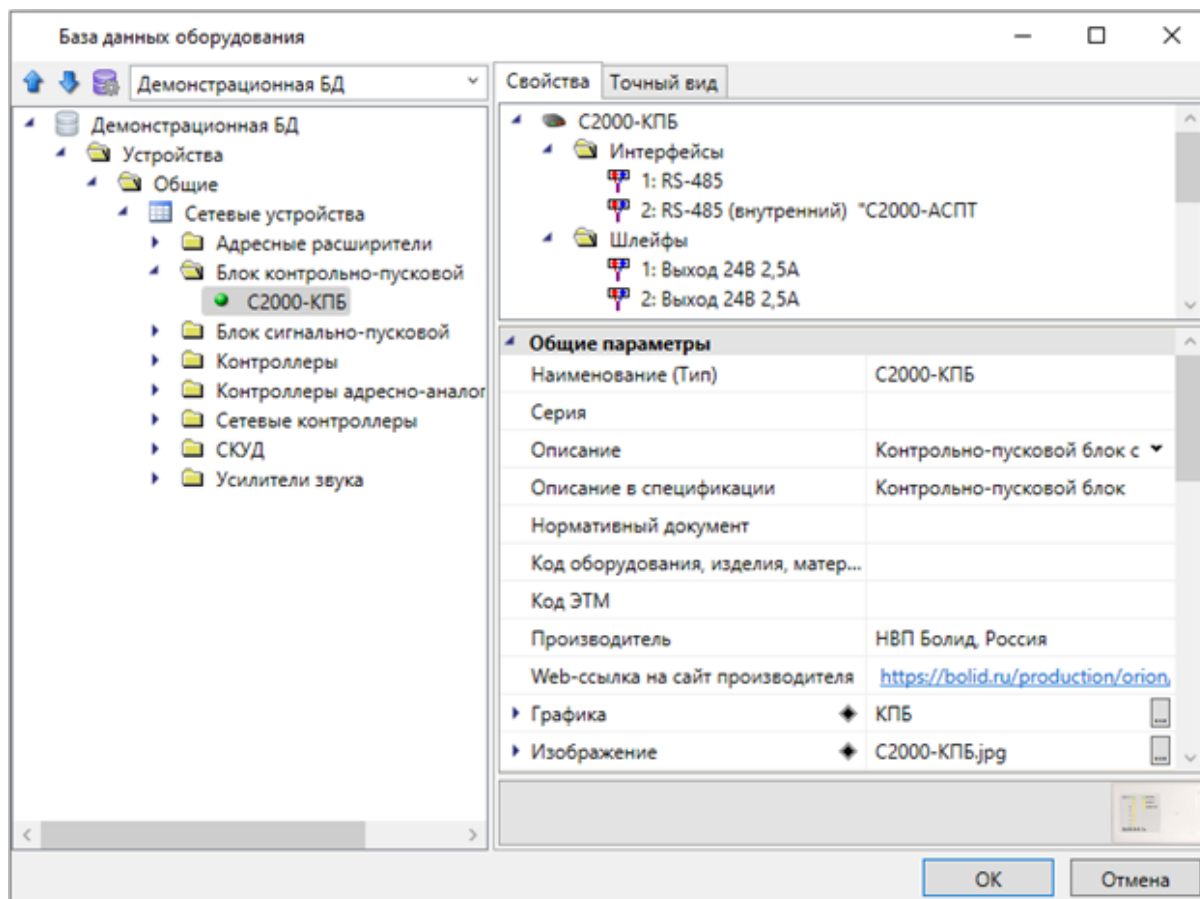 База данных оборудования
Демонстрационная БД
Демонстрационная БД
Устройства
Общие
Сетевые устройства
Адресные расширители
Блок контрольно-пусковой
С2000-КПБ
Блок сигнально-пусковой
Контроллеры
Контроллеры адресно-аналог
Сетевые контроллеры
СКУД
Усилители звука
Свойства Точный вид
С2000-КПБ
Интерфейсы
1: RS-485
2: RS-485 (внутренний) "С2000-АСПТ
Шлейфы
1: Выход 24В 2,5А
2: Выход 24В 2,5А
Общие параметры
Наименование (Тип) С2000-КПБ
Серия
Описание Контрольно-пусковой блок с
Описание в спецификации Контрольно-пусковой блок
Нормативный документ
Код оборудования, изделия, матер...
Код ЭТМ
Производитель НВП Болид, Россия
Web-ссылка на сайт производителя https://bolid.ru/production/orion.
Графика КПБ ...
Изображение С2000-КПБ.jpg ...
ОК Отмена